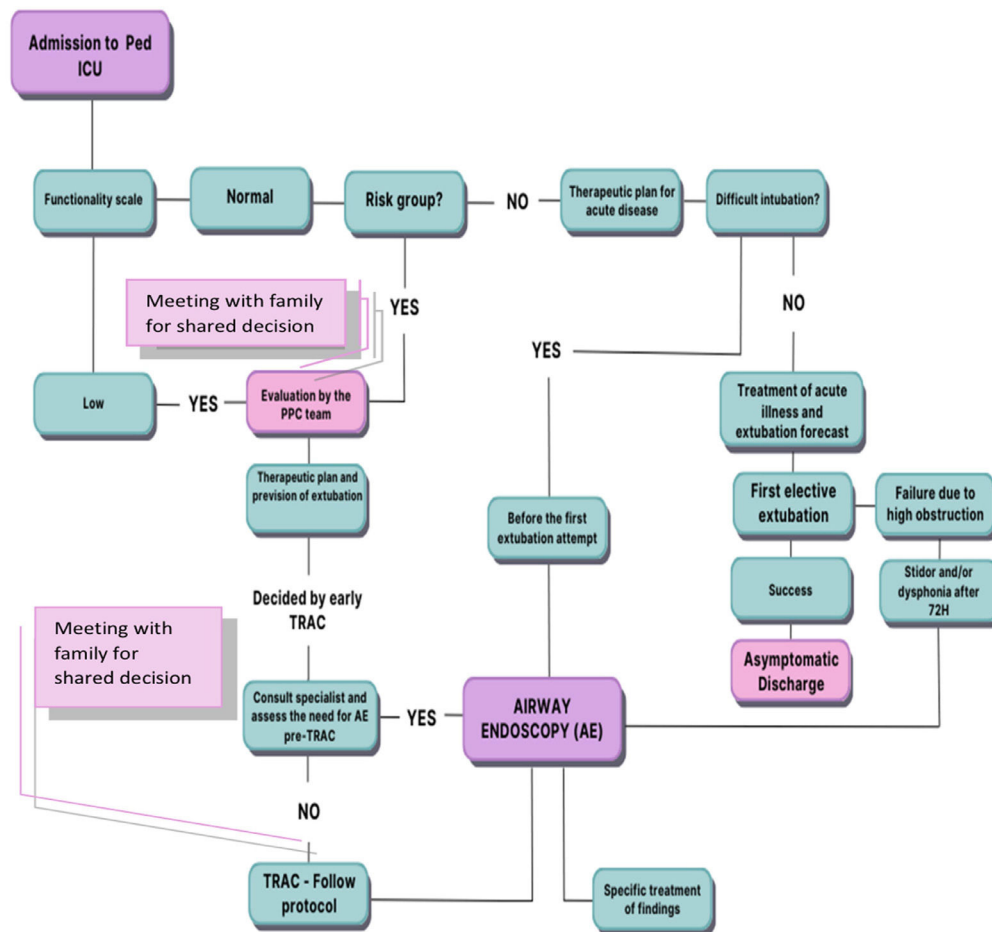 Admission to Ped
ICU
Functionality scale
Normal
Risk group?
NO
Therapeutic plan for
acute disease
Difficult intubation?
Meeting with family
for shared decision
YES
NO
YES
Low
YES
Evaluation by the
PPC team
Treatment of acute
illness and
extubation forecast
Therapeutic plan and
prevision of extubation
First elective
extubation
Failure due to
high obstruction
Before the first
extubation attempt
Decided by early
TRAC
Success
Stidor and/or
dysphonia after
72H
Meeting with
family for
shared decision
Asymptomatic
Discharge
Consult specialist and
assess the need for AE
pre-TRAC
YES
AIRWAY
ENDOSCOPY (AE)
NO
TRAC - Follow
protocol
Specific treatment
of findings